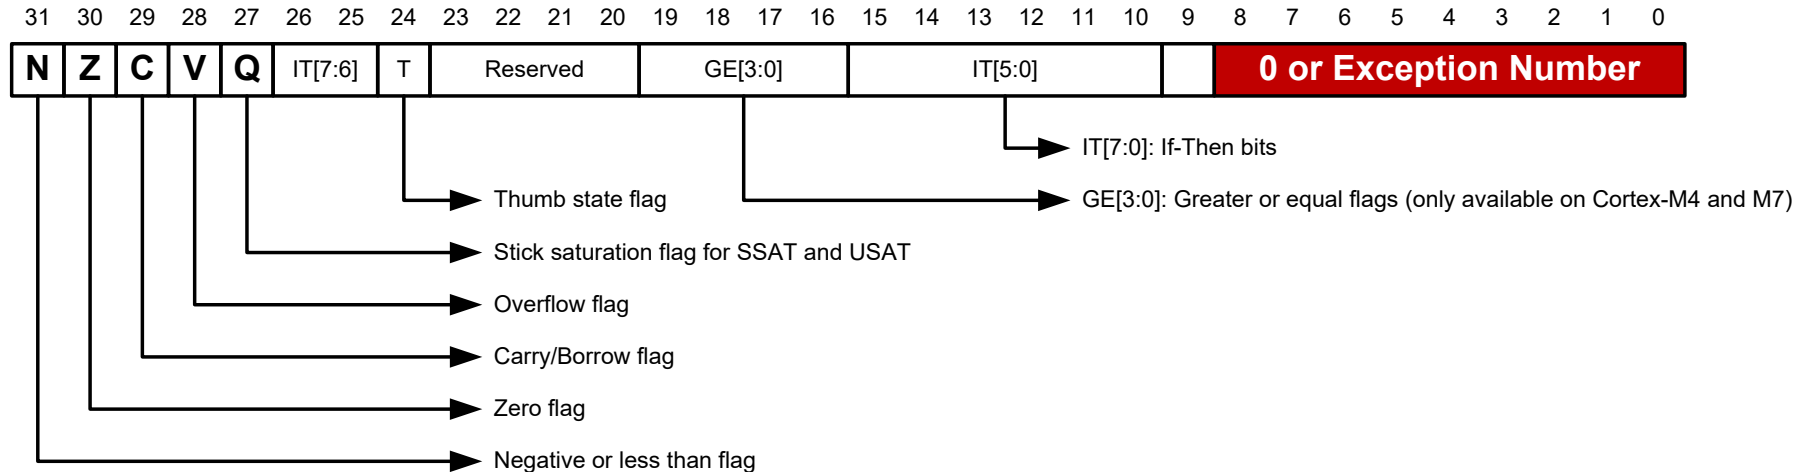 31 30 29 28 27 26 25 24 23 22 21 20 19 18 17 16 15 14 13 12 11 10 9 8 7 6 5 4 3 2 1 0
N Z C V Q IT[7:6] T Reserved GE[3:0] IT[5:0] 0 or Exception Number
IT[7:0]: If-Then bits
Thumb state flag GE[3:0]: Greater or equal flags (only available on Cortex-M4 and M7)
Stick saturation flag for SSAT and USAT
Overflow flag
Carry/Borrow flag
Zero flag
Negative or less than flag